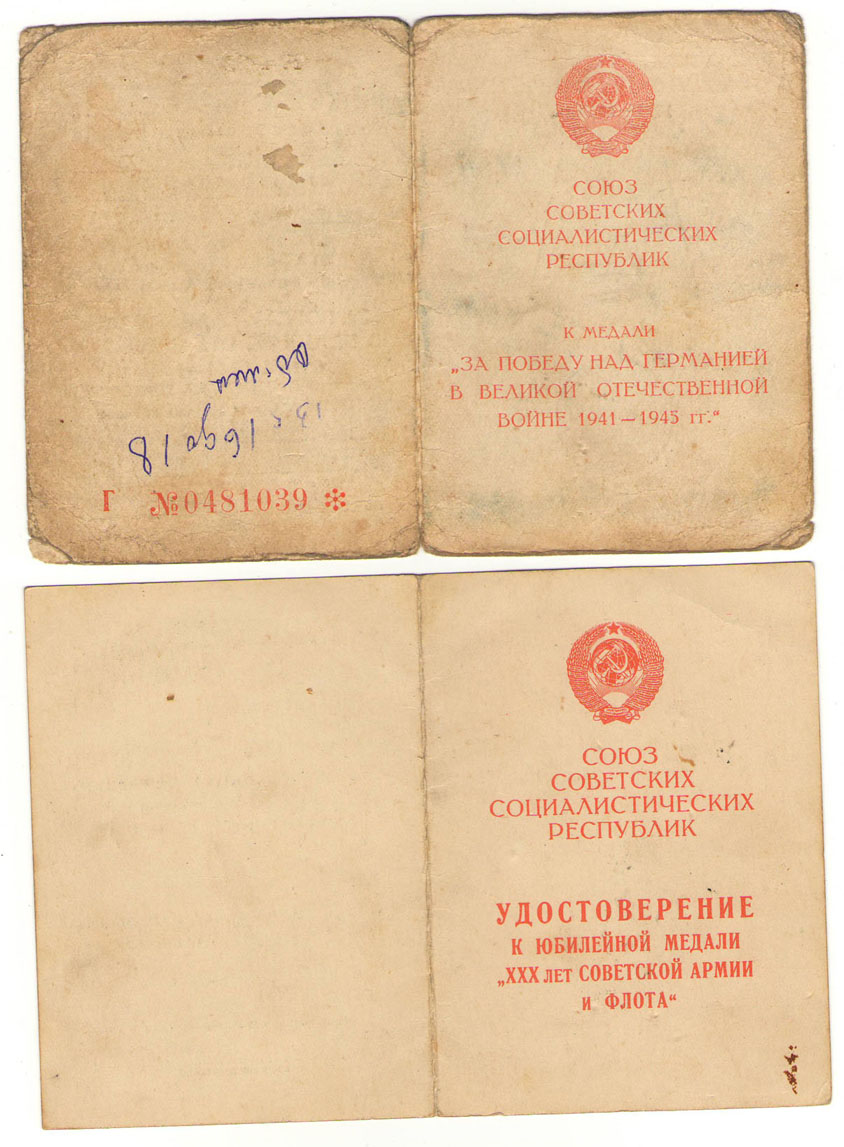 Г №0481039
СОЮЗ
СОВЕТСКИХ
СОЦИАЛИСТИЧЕСКИХ
РЕСПУБЛИК
К МЕДАЛИ
„ЗА ПОБЕДУ НАД ГЕРМАНИЕЙ
В ВЕЛИКОЙ ОТЕЧЕСТВЕННОЙ
ВОЙНЕ 1941—1945 гг.“
СОЮЗ
СОВЕТСКИХ
СОЦИАЛИСТИЧЕСКИХ
РЕСПУБЛИК
УДОСТОВЕРЕНИЕ
К ЮБИЛЕЙНОЙ МЕДАЛИ
„XXX лет СОВЕТСКОЙ АРМИИ
и ФЛОТА“